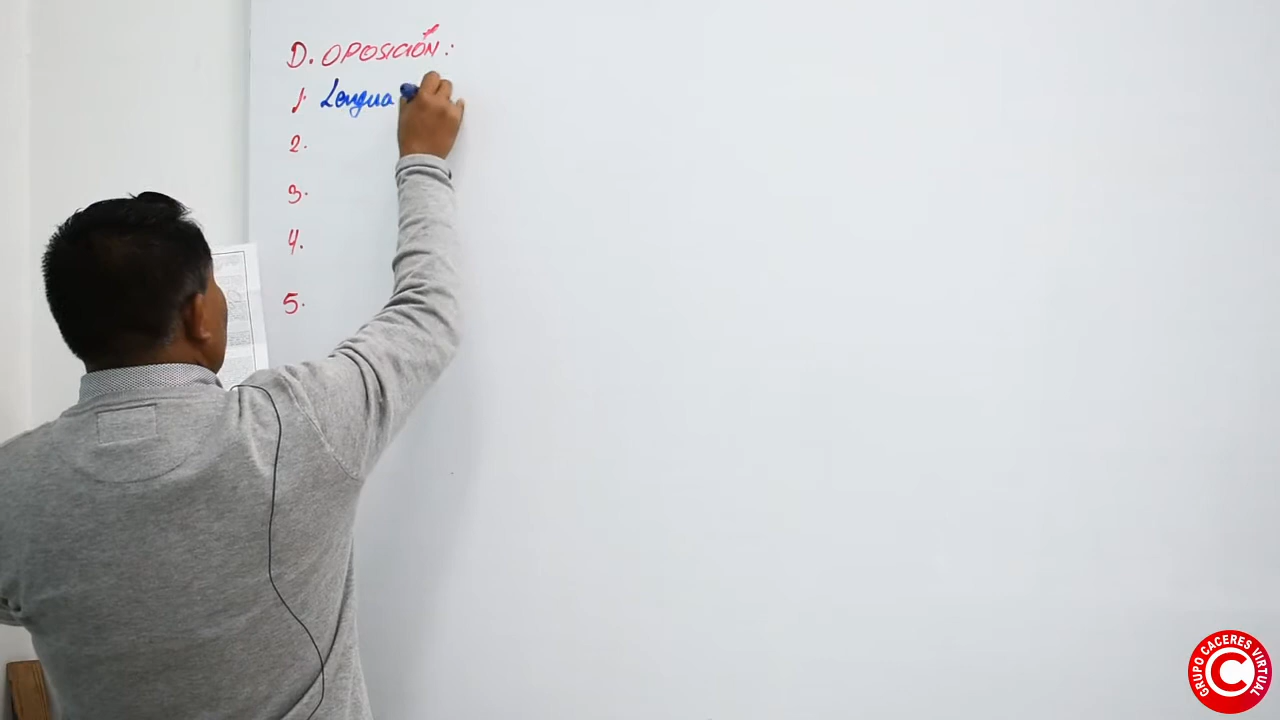 D. OPOSICIÓN:
1. Lengua
2.
3.
4.
5.
GRUPO CACERES VIRTUAL
C